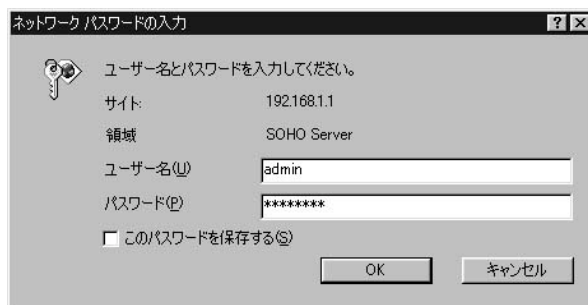 ネットワーク パスワードの入力
ユーザー名とパスワードを入力してください。
サイト: 192.168.1.1
領域 SOHO Server
ユーザー名(U) admin
パスワード(P) ********
このパスワードを保存する(S)
OK キャンセル